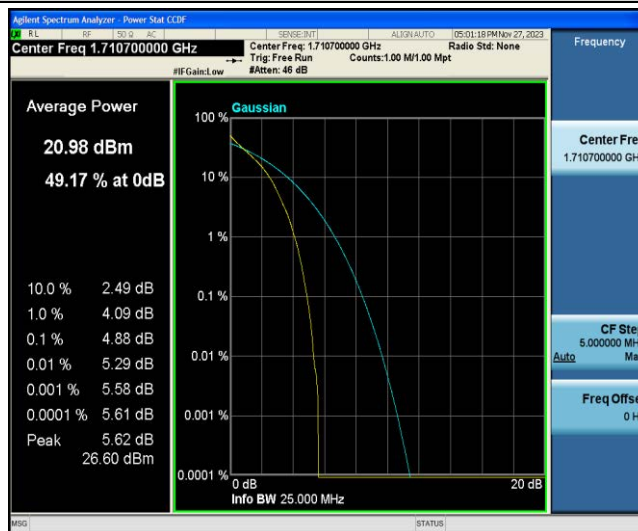 Agilent Spectrum Analyzer - Power Stat CCDF
RL RF 50 Ω AC SENSE:INT ALIGN AUTO 05:01:18 PM Nov 27, 2023
Center Freq 1.710700000 GHz
Center Freq: 1.710700000 GHz Radio Std: None
Trig: Free Run Counts:1.00 M/1.00 Mpt
#IFGain:Low #Atten: 46 dB
Frequency
Average Power
20.98 dBm
49.17 % at 0dB
10.0 % 2.49 dB
1.0 % 4.09 dB
0.1 % 4.88 dB
0.01 % 5.29 dB
0.001 % 5.58 dB
0.0001 % 5.61 dB
Peak 5.62 dB
26.60 dBm
Gaussian
100 %
10 %
1 %
0.1 %
0.01 %
0.001 %
0.0001 %
0 dB 20 dB
Info BW 25.000 MHz
Center Fre
1.710700000 GH
CF Ste
5.000000 MH
Auto Ma
Freq Offse
0 H
MSG STATUS